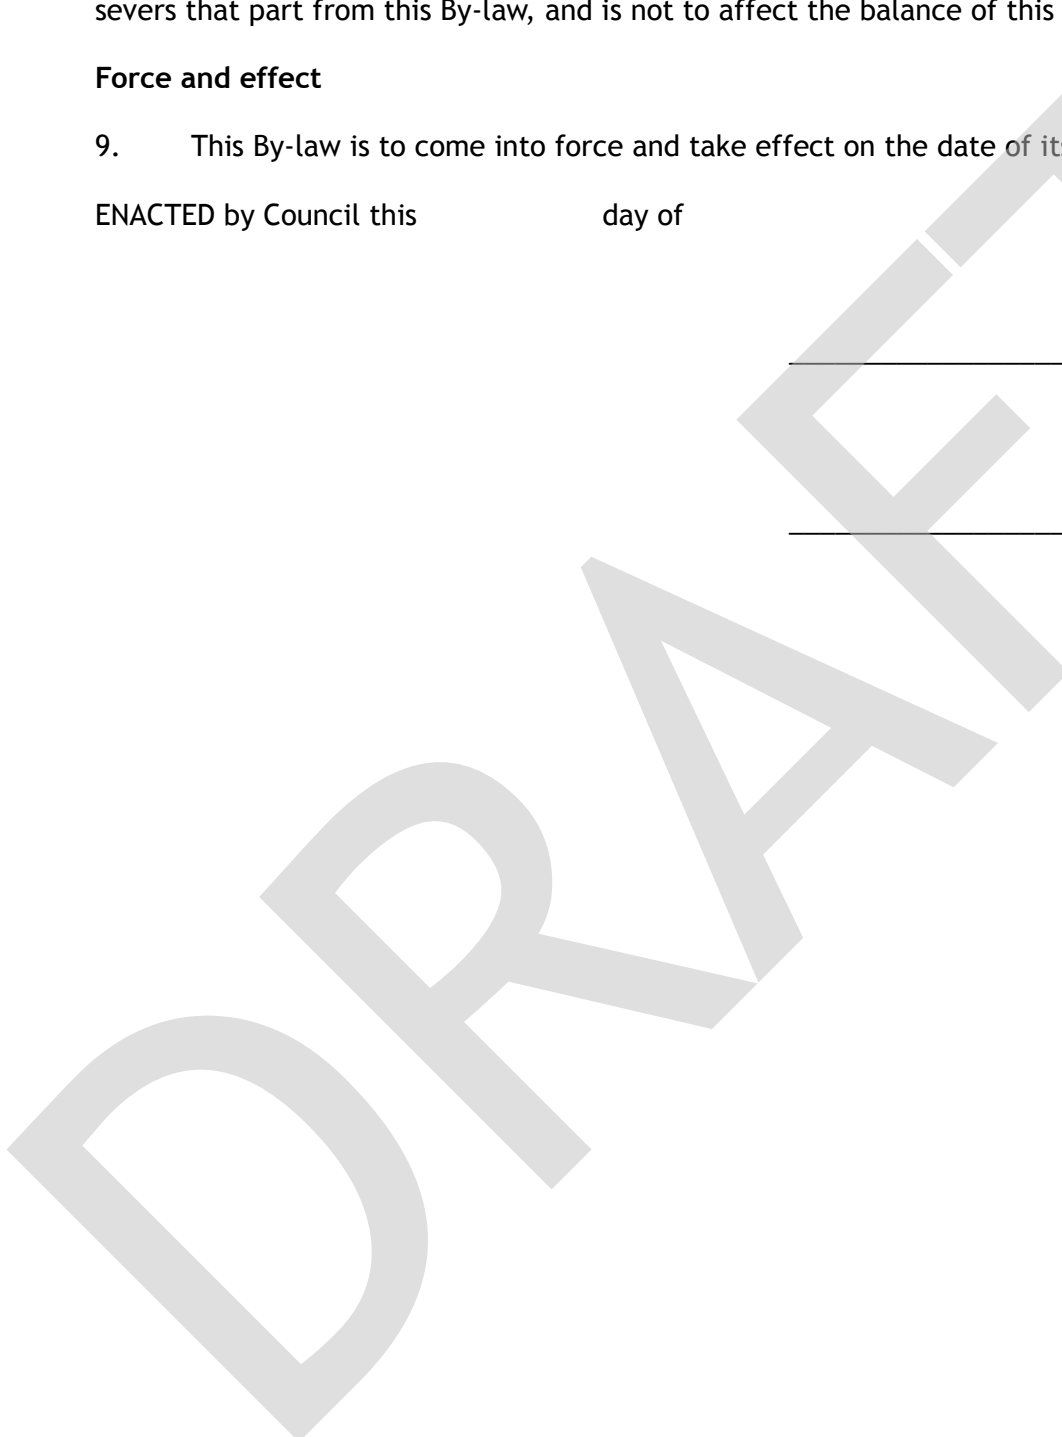 severs that part from this By-law, and is not to affect the balance of this
Force and effect
9. This By-law is to come into force and take effect on the date of
ENACTED by Council this day of
DRAFT